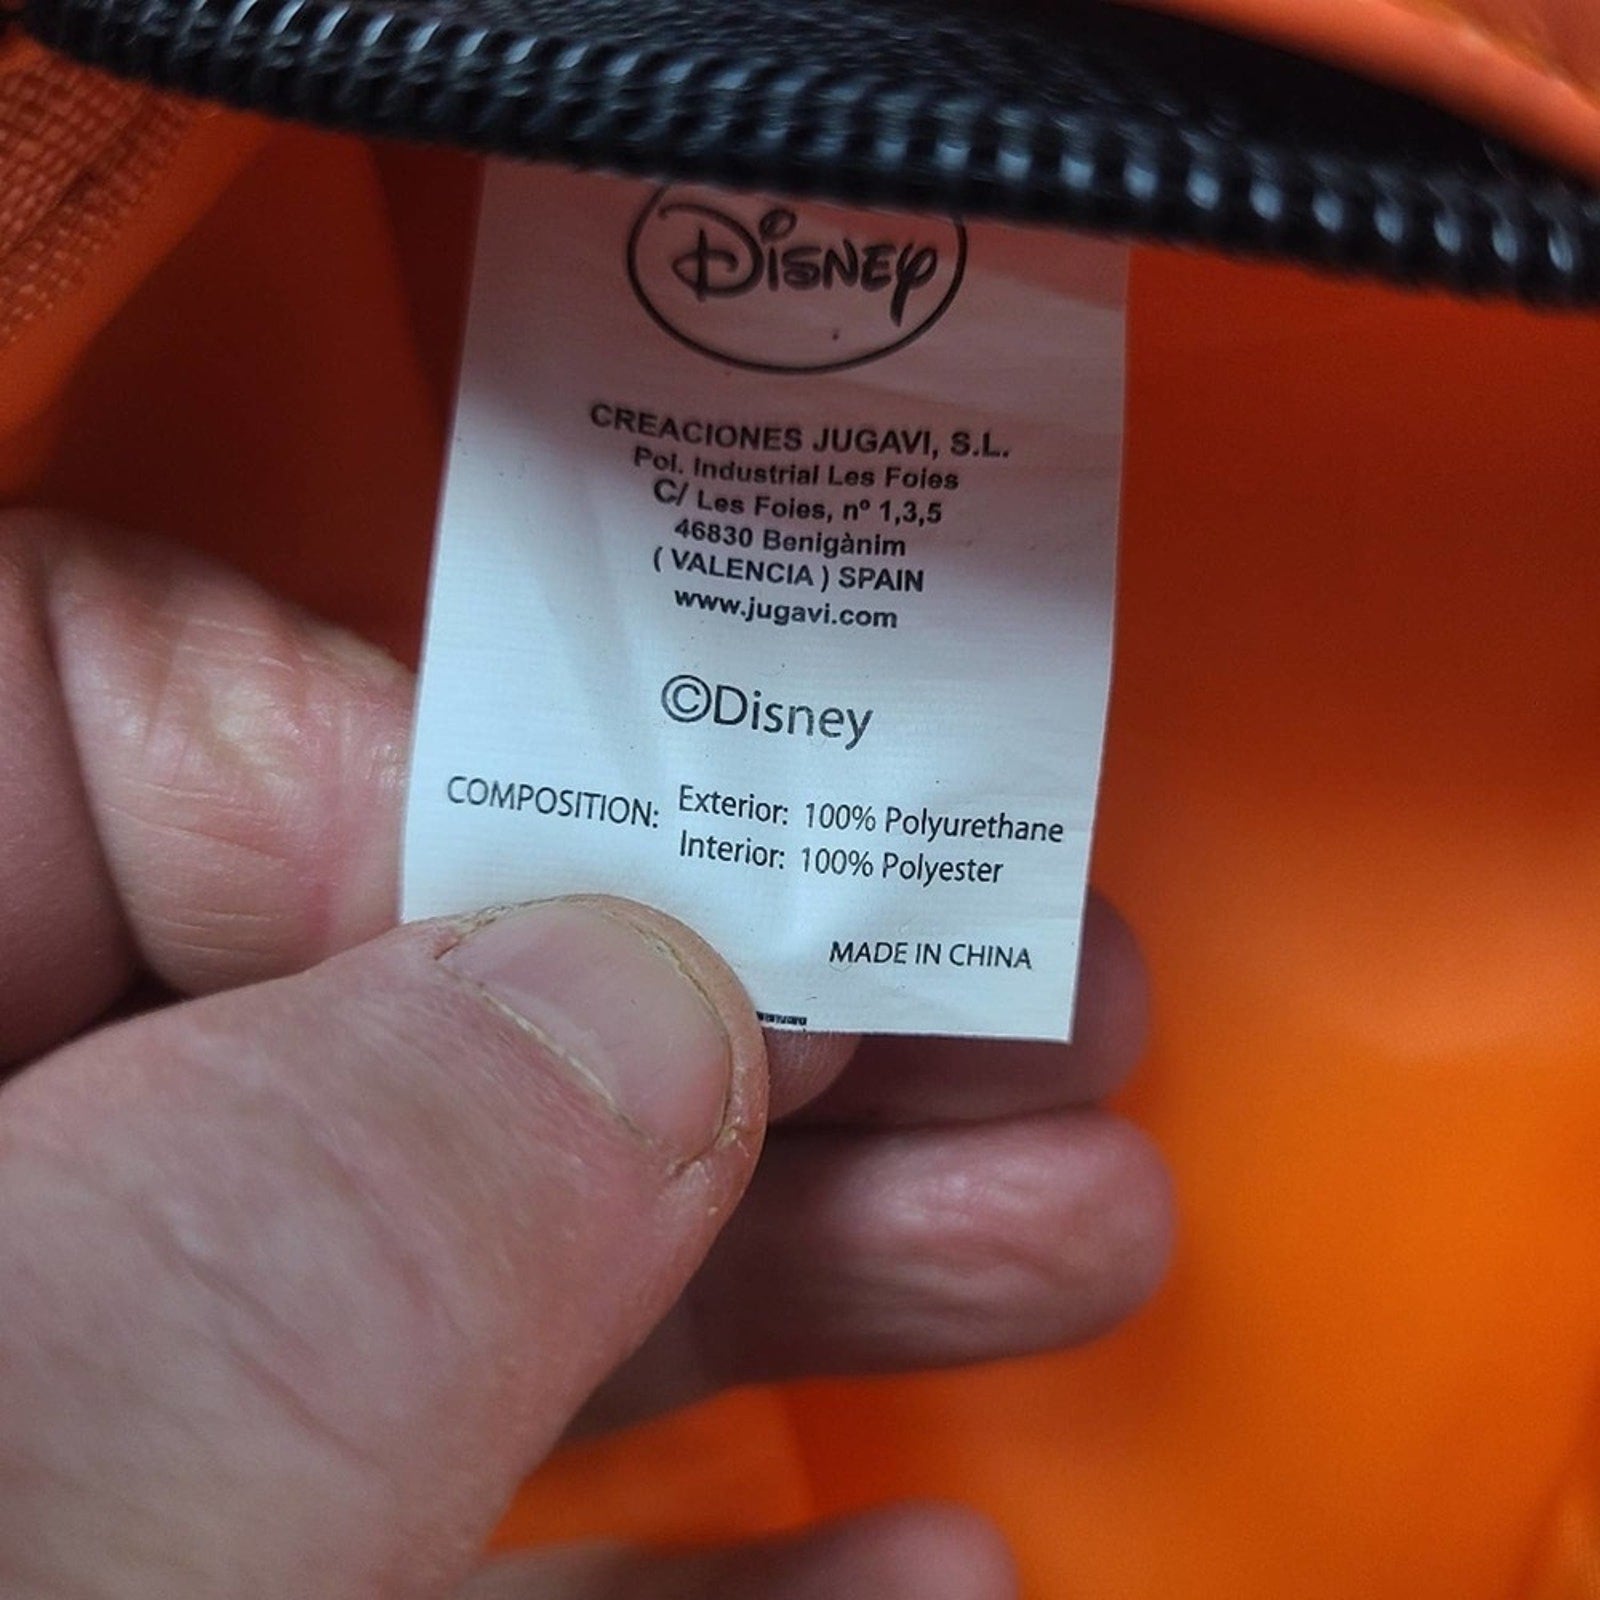 Disney
CREACIONES JUGAVI, S.L.
Pol. Industrial Les Foies
C/ Les Foies, nº 1,3,5
46830 Benigànim
( VALENCIA ) SPAIN
www.jugavi.com
©Disney
COMPOSITION: Exterior: 100% Polyurethane
Interior: 100% Polyester
MADE IN CHINA